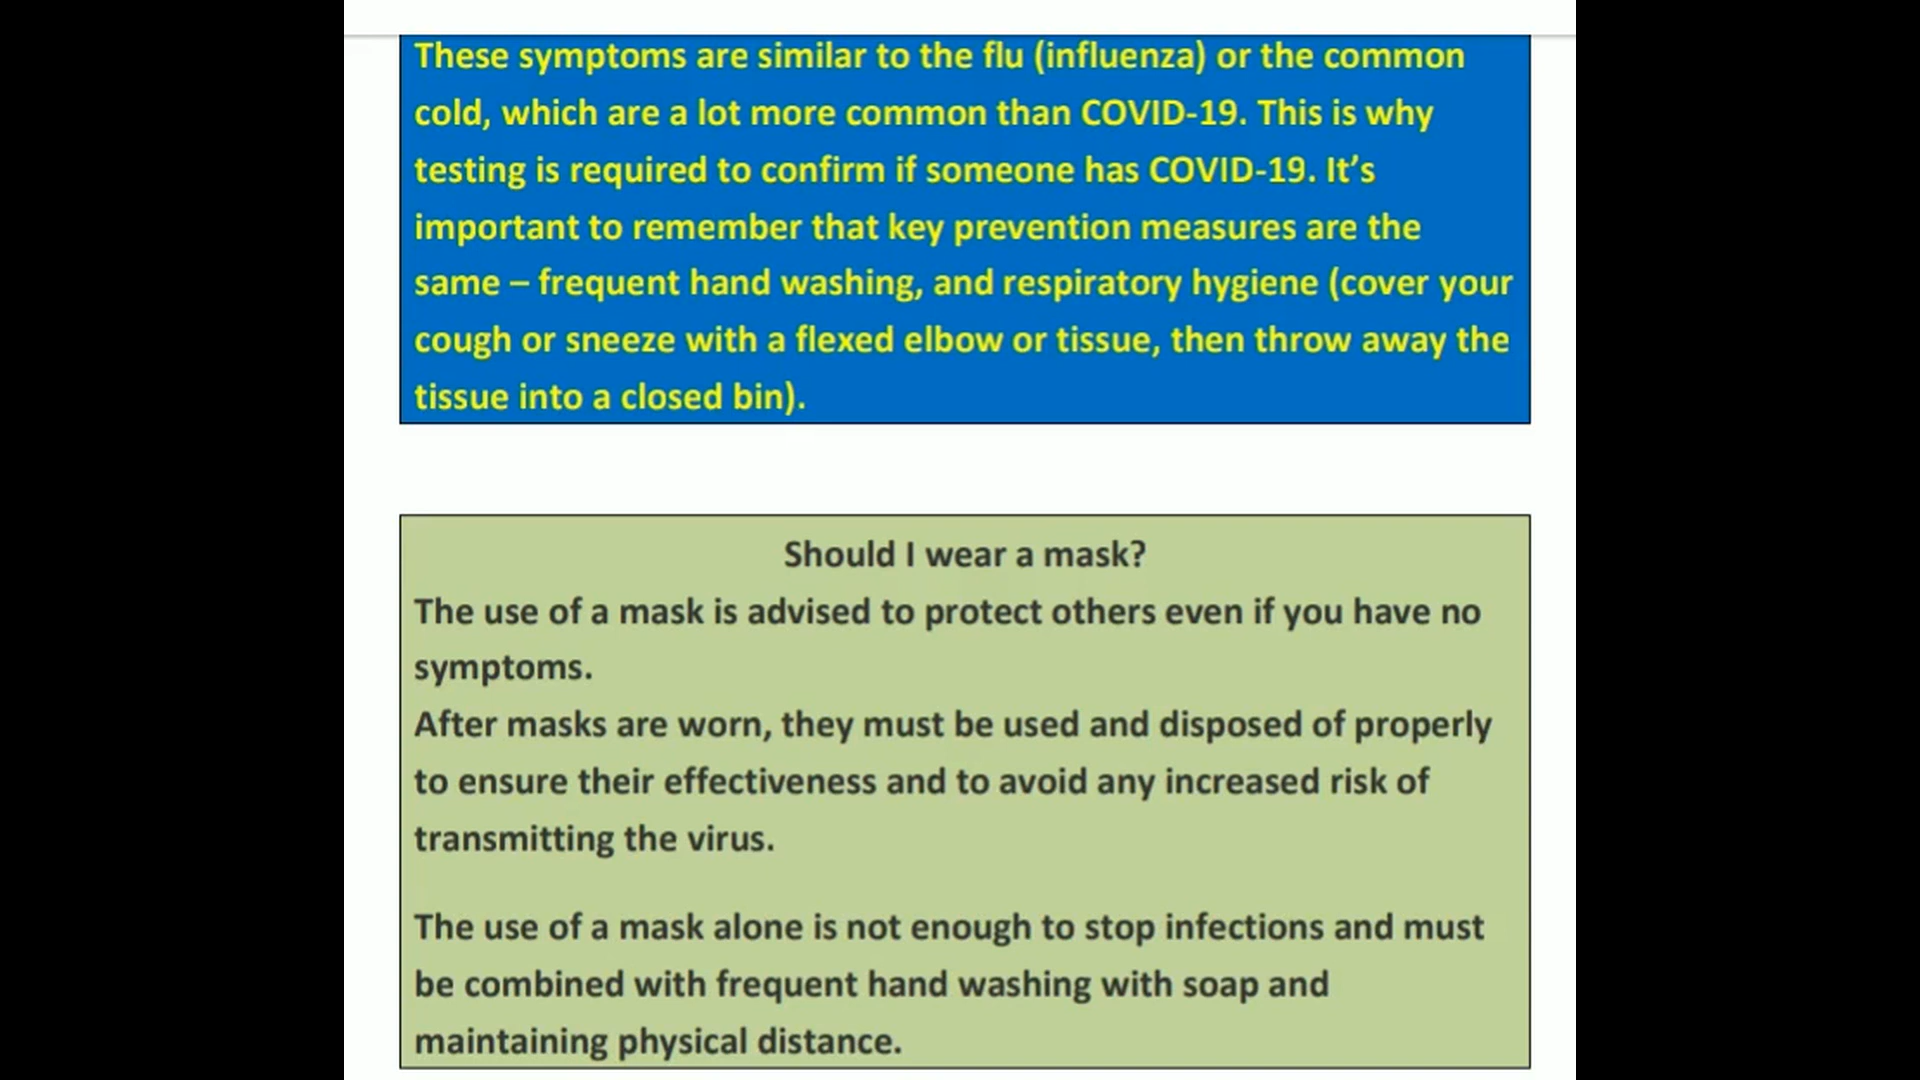 These symptoms are similar to the flu (influenza) or the common
cold, which are a lot more common than COVID-19. This is why
testing is required to confirm if someone has COVID-19. It’s
important to remember that key prevention measures are the
same – frequent hand washing, and respiratory hygiene (cover your
cough or sneeze with a flexed elbow or tissue, then throw away the
tissue into a closed bin).
Should I wear a mask?
The use of a mask is advised to protect others even if you have no
symptoms.
After masks are worn, they must be used and disposed of properly
to ensure their effectiveness and to avoid any increased risk of
transmitting the virus.
The use of a mask alone is not enough to stop infections and must
be combined with frequent hand washing with soap and
maintaining physical distance.